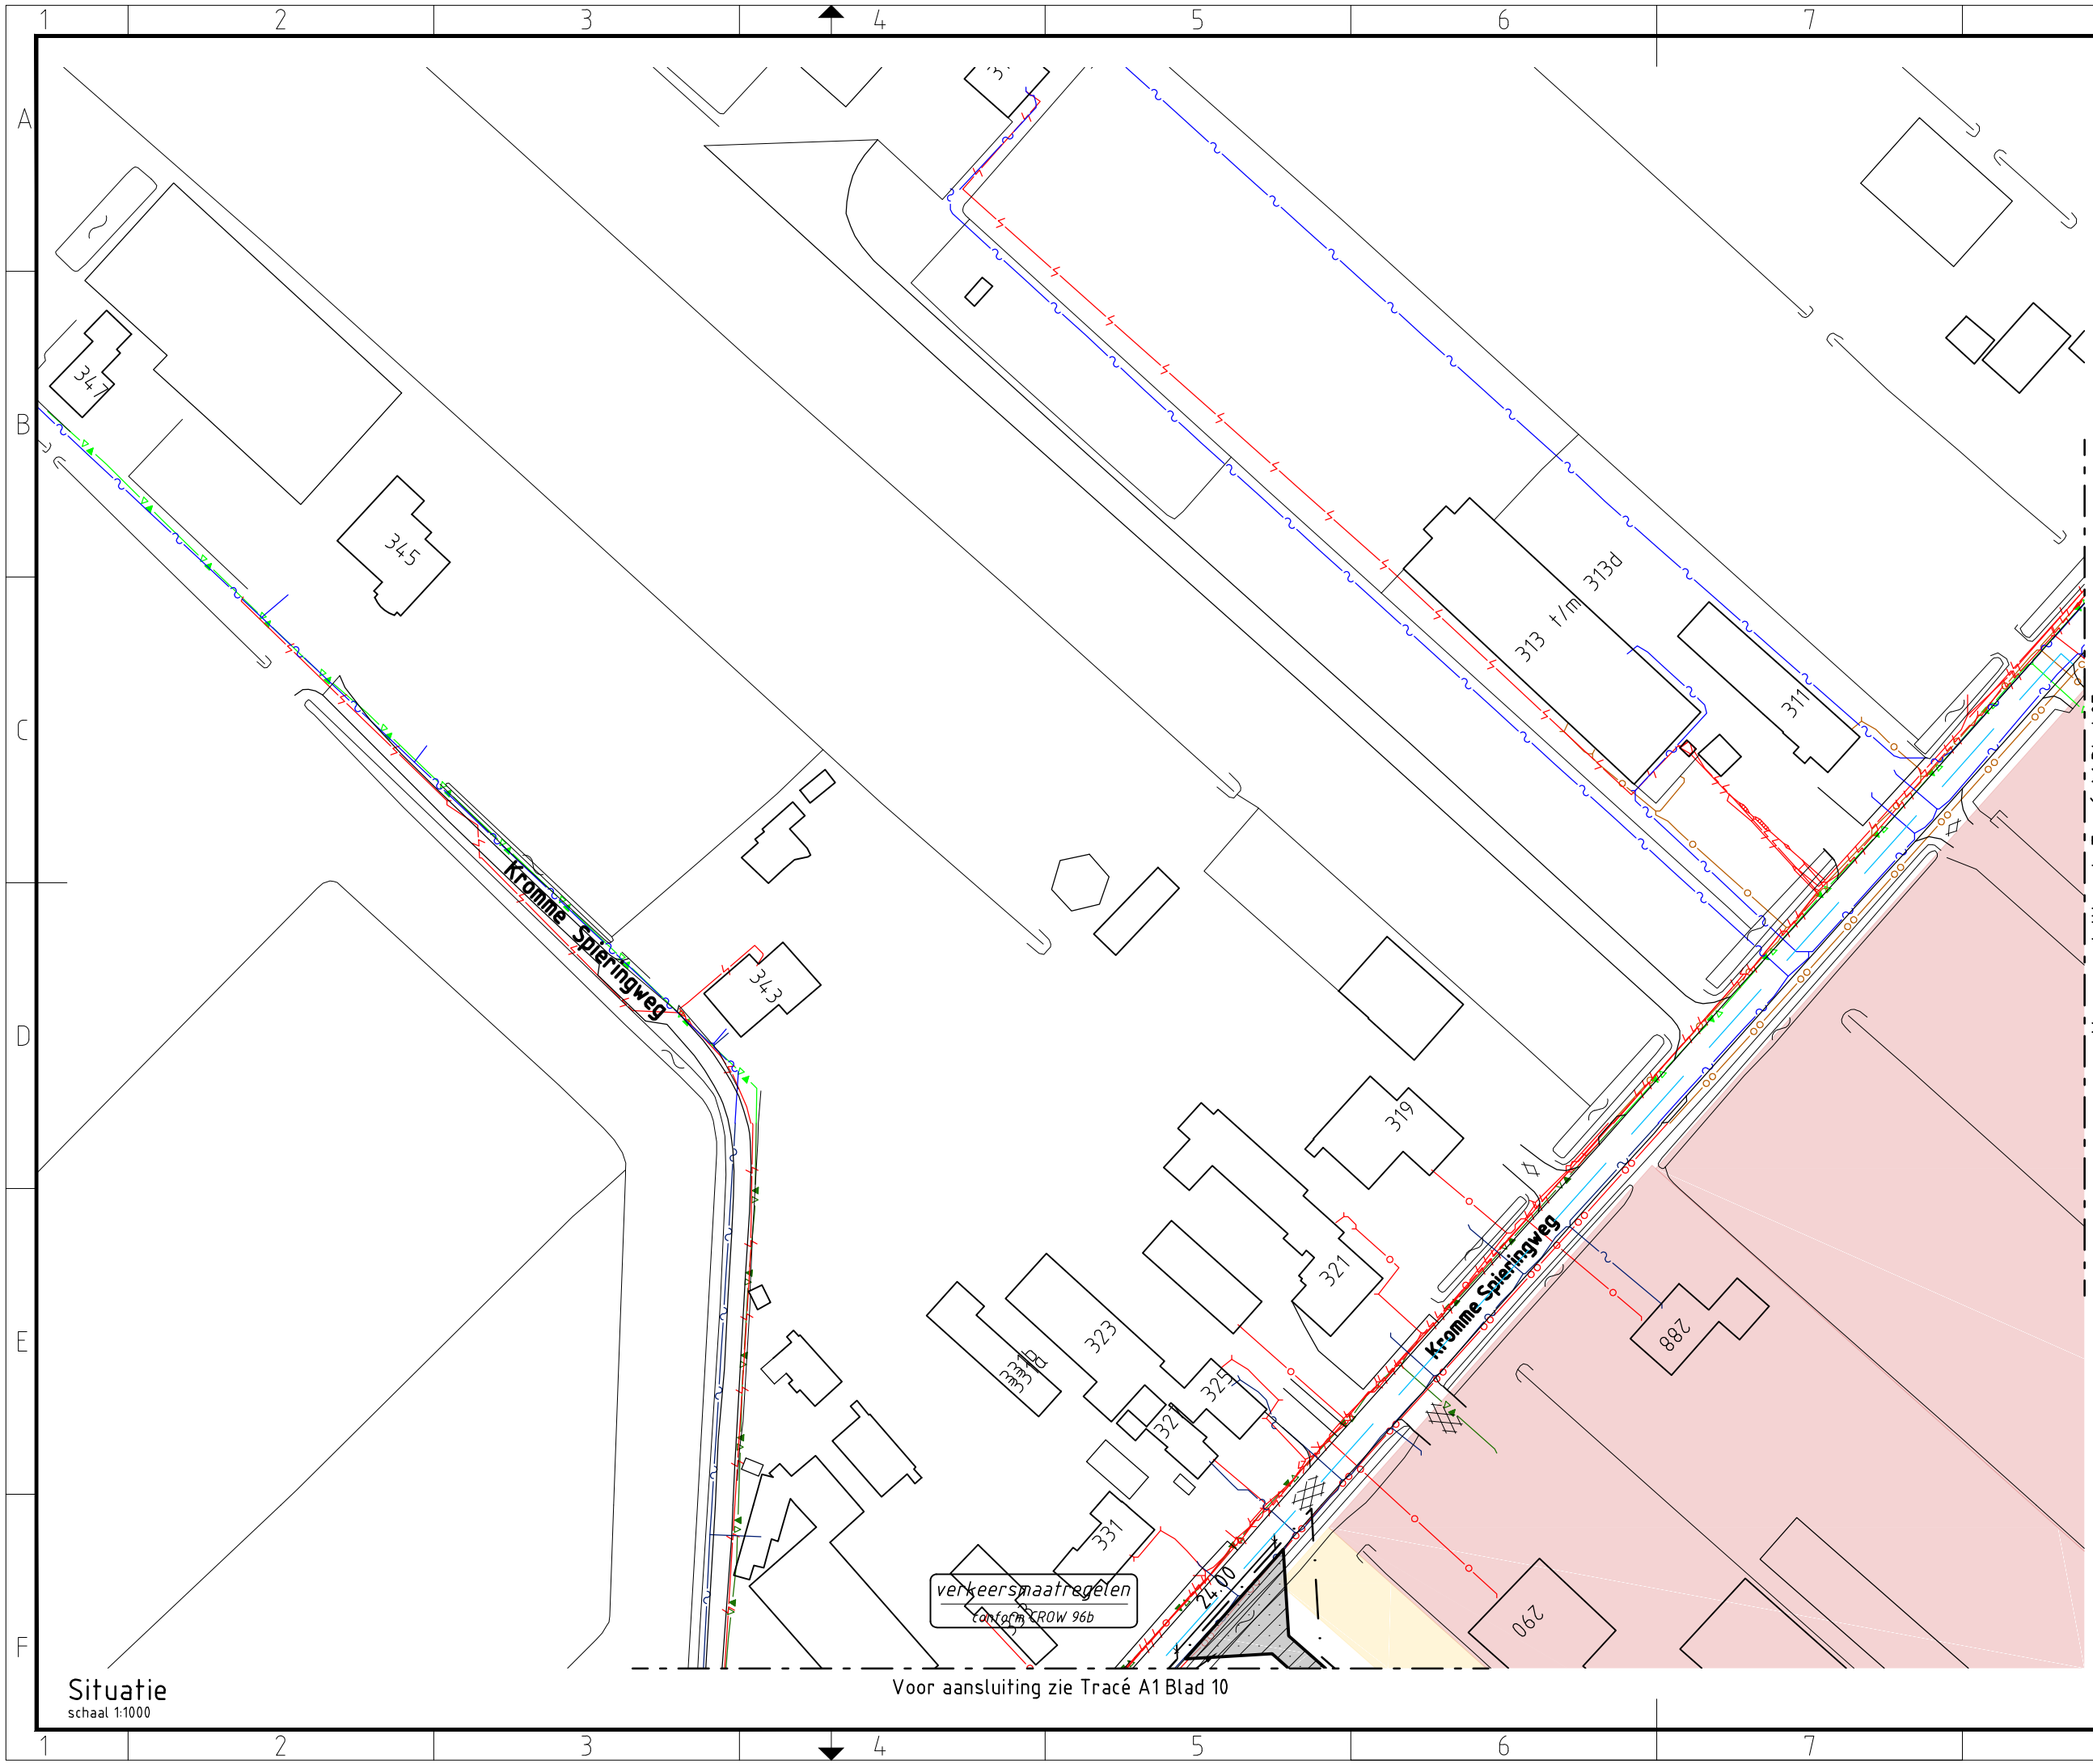 1 2 3 4 5 6 7
A
B
C
D
E
F
347
345
313d
313 t/m
311
Kromme Spieringweg
343
319
321
323
325
327
331
288
Kromme Spieringweg
24.00
290
verkeersmaatregelen
conform CROW 96b
Situatie
schaal 1:1000
Voor aansluiting zie Tracé A1 Blad 10
1 2 3 4 5 6 7